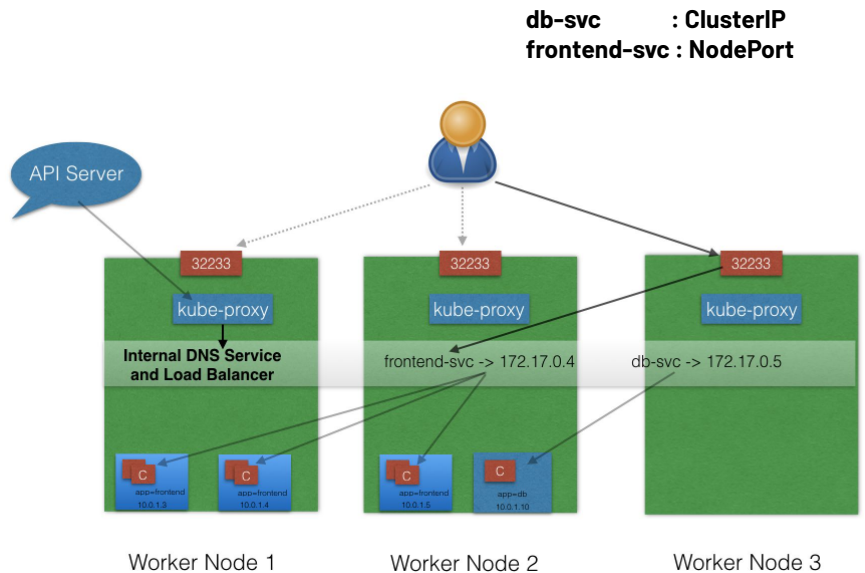 db-svc : ClusterIP
frontend-svc : NodePort
API Server
32233
32233
32233
kube-proxy
kube-proxy
kube-proxy
Internal DNS Service
and Load Balancer
frontend-svc -> 172.17.0.4
db-svc -> 172.17.0.5
C
app=frontend
10.0.1.3
C
app=frontend
10.0.1.4
C
app=frontend
10.0.1.5
C
app=db
10.0.1.10
Worker Node 1
Worker Node 2
Worker Node 3